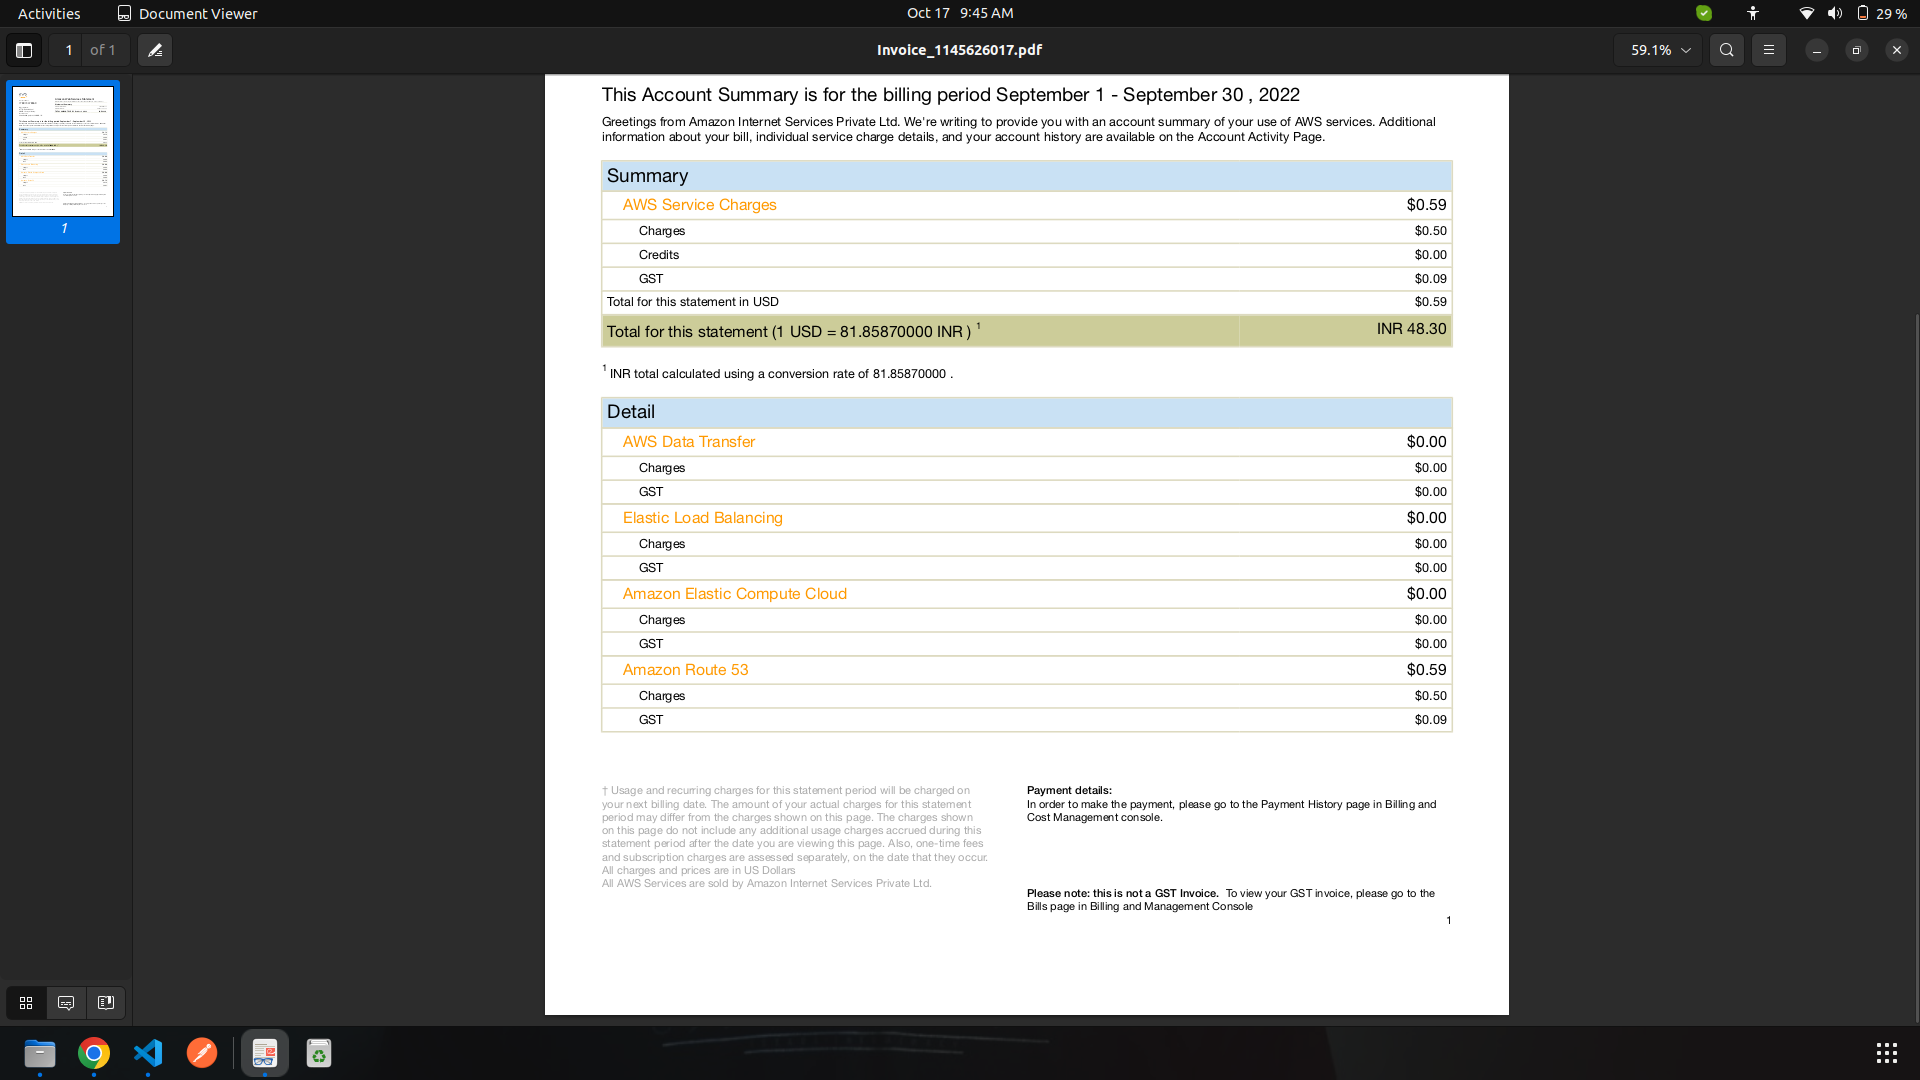 Activities
Document Viewer
Oct 17 9:45 AM
29 %
1 of 1
Invoice_1145626017.pdf
59.1%
1
This Account Summary is for the billing period September 1 - September 30 , 2022
Greetings from Amazon Internet Services Private Ltd. We're writing to provide you with an account summary of your use of AWS services. Additional
information about your bill, individual service charge details, and your account history are available on the Account Activity Page.
Summary
AWS Service Charges $0.59
Charges $0.50
Credits $0.00
GST $0.09
Total for this statement in USD $0.59
Total for this statement (1 USD = 81.85870000 INR ) 1 INR 48.30
1 INR total calculated using a conversion rate of 81.85870000 .
Detail
AWS Data Transfer $0.00
Charges $0.00
GST $0.00
Elastic Load Balancing $0.00
Charges $0.00
GST $0.00
Amazon Elastic Compute Cloud $0.00
Charges $0.00
GST $0.00
Amazon Route 53 $0.59
Charges $0.50
GST $0.09
† Usage and recurring charges for this statement period will be charged on
your next billing date. The amount of your actual charges for this statement
period may differ from the charges shown on this page. The charges shown
on this page do not include any additional usage charges accrued during this
statement period after the date you are viewing this page. Also, one-time fees
and subscription charges are assessed separately, on the date that they occur.
All charges and prices are in US Dollars
All AWS Services are sold by Amazon Internet Services Private Ltd.
Payment details:
In order to make the payment, please go to the Payment History page in Billing and
Cost Management console.
Please note: this is not a GST Invoice. To view your GST invoice, please go to the
Bills page in Billing and Management Console
1